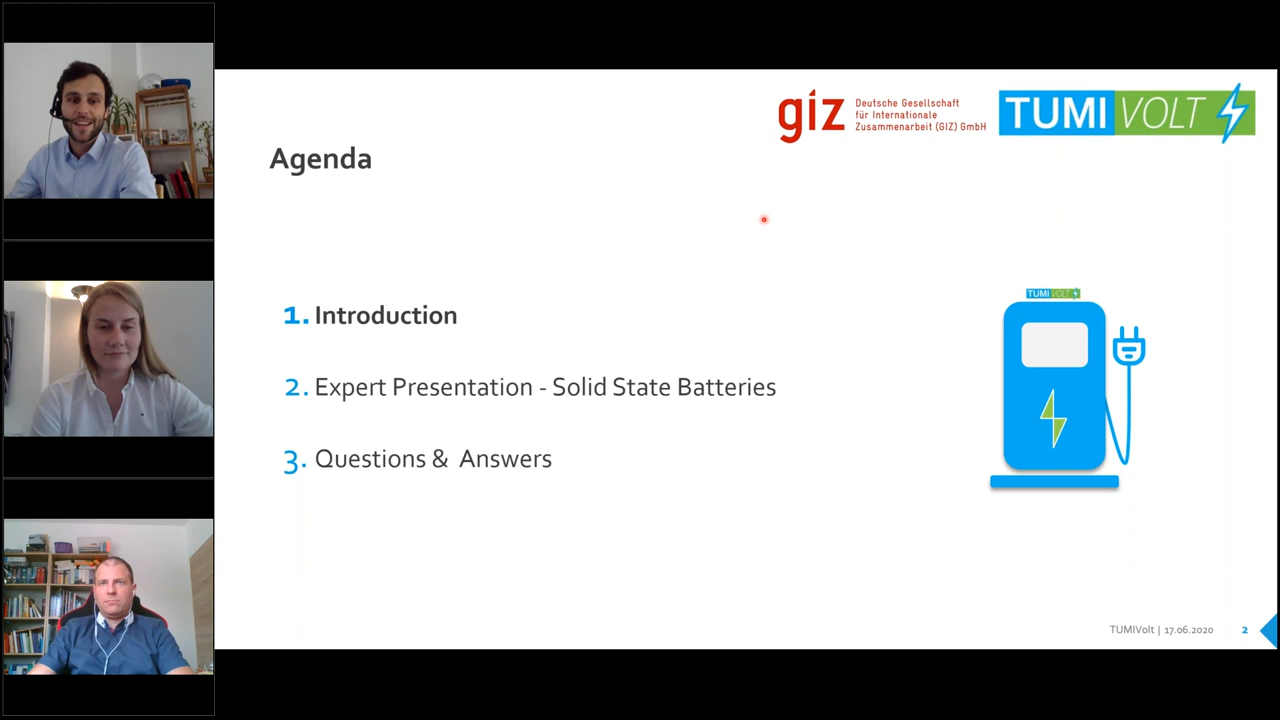 giz
Deutsche Gesellschaft
für Internationale
Zusammenarbeit (GIZ) GmbH
TUMI VOLT
Agenda
TUMI VOLT
1. Introduction
2. Expert Presentation - Solid State Batteries
3. Questions & Answers
TUMIVolt | 17.06.2020 2